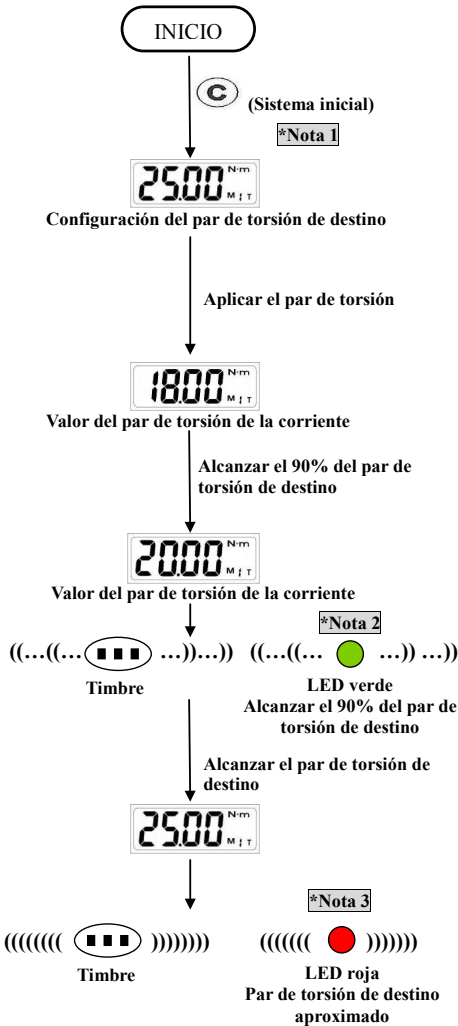 INICIO
C
(Sistema inicial)
*Nota 1
25.00 N·m
M 1 T
Configuración del par de torsión de destino
Aplicar el par de torsión
18.00 N·m
M 1 T
Valor del par de torsión de la corriente
Alcanzar el 90% del par de
torsión de destino
20.00 N·m
M 1 T
Valor del par de torsión de la corriente
*Nota 2
((…((… …))…)) ((…((… …)) …))
Timbre
LED verde
Alcanzar el 90% del par de
torsión de destino
Alcanzar el par de torsión de
destino
25.00 N·m
M 1 T
*Nota 3
(((((((( )))))))) ((((((( )))))))
Timbre
LED roja
Par de torsión de destino
aproximado